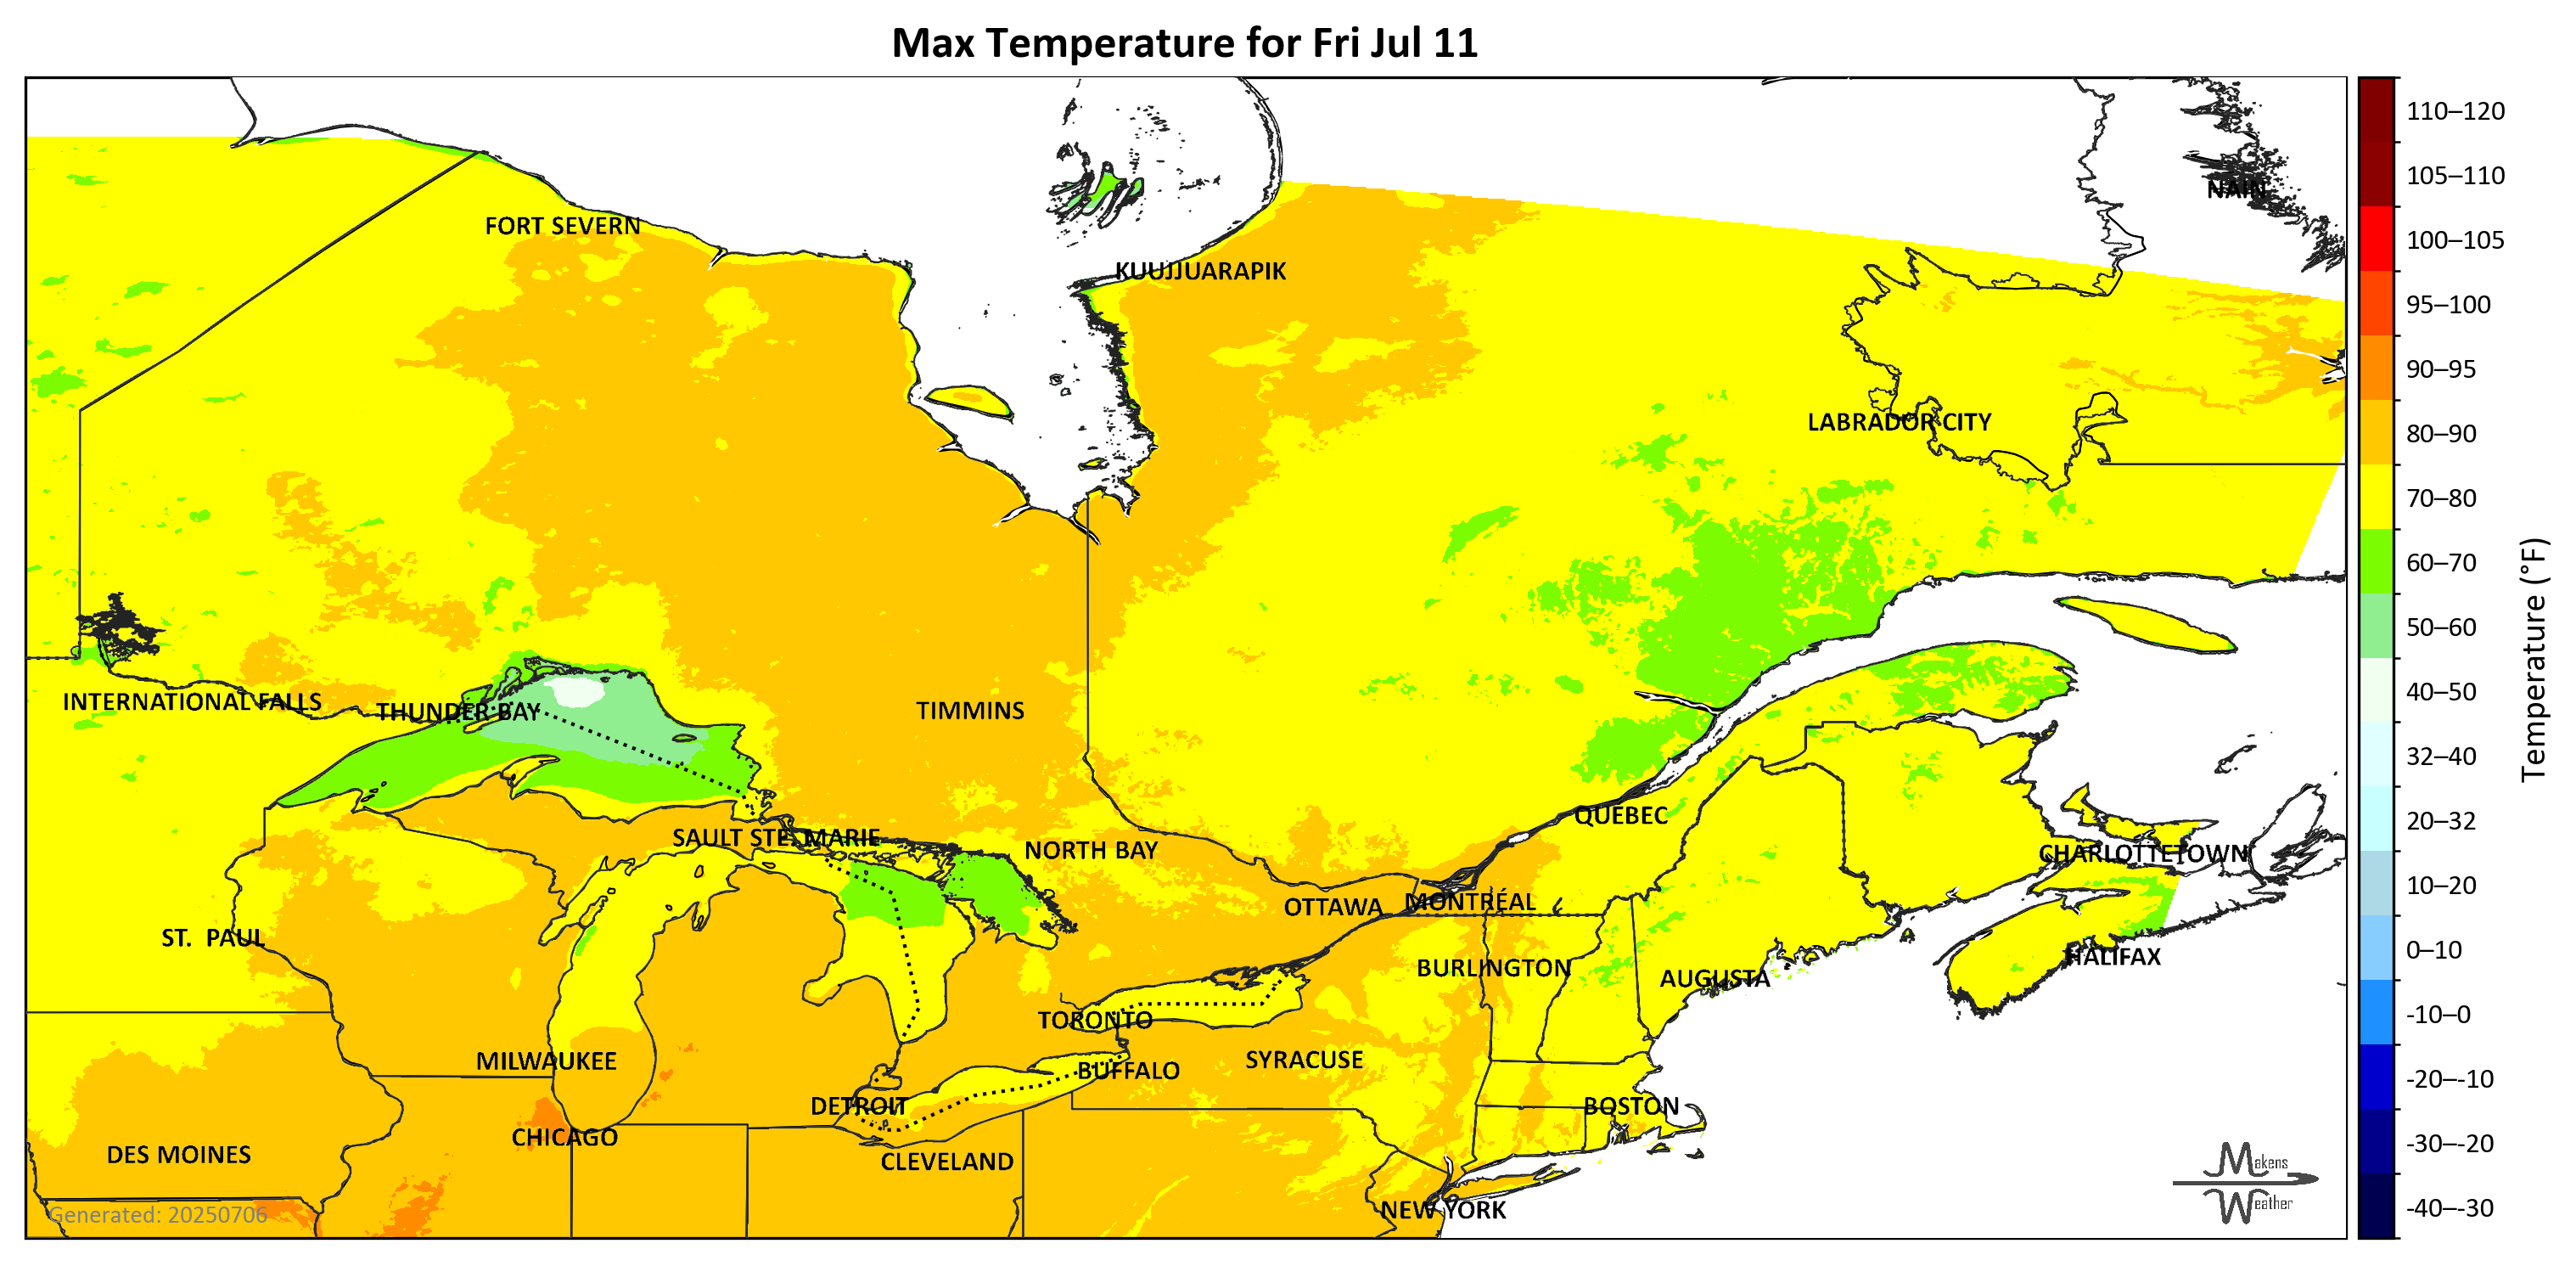 Max Temperature for Fri Jul 11
110–120
105–110
NAIN
FORT SEVERN
100–105
KUUJJUARAPIK
95–100
90–95
LABRADOR CITY
80–90
70–80
60–70
50–60
Temperature (°F)
INTERNATIONAL FALLS
THUNDER BAY
TIMMINS
40–50
32–40
QUÉBEC
20–32
SAULT STE. MARIE
NORTH BAY
CHARLOTTETOWN
10–20
OTTAWA
MONTRÉAL
ST. PAUL
0–10
BURLINGTON
AUGUSTA
HALIFAX
TORONTO
-10–0
MILWAUKEE
BUFFALO
SYRACUSE
-20–-10
DETROIT
BOSTON
CHICAGO
-30–-20
DES MOINES
CLEVELAND
Makens
Weather
Generated: 20250706
NEW YORK
-40–-30